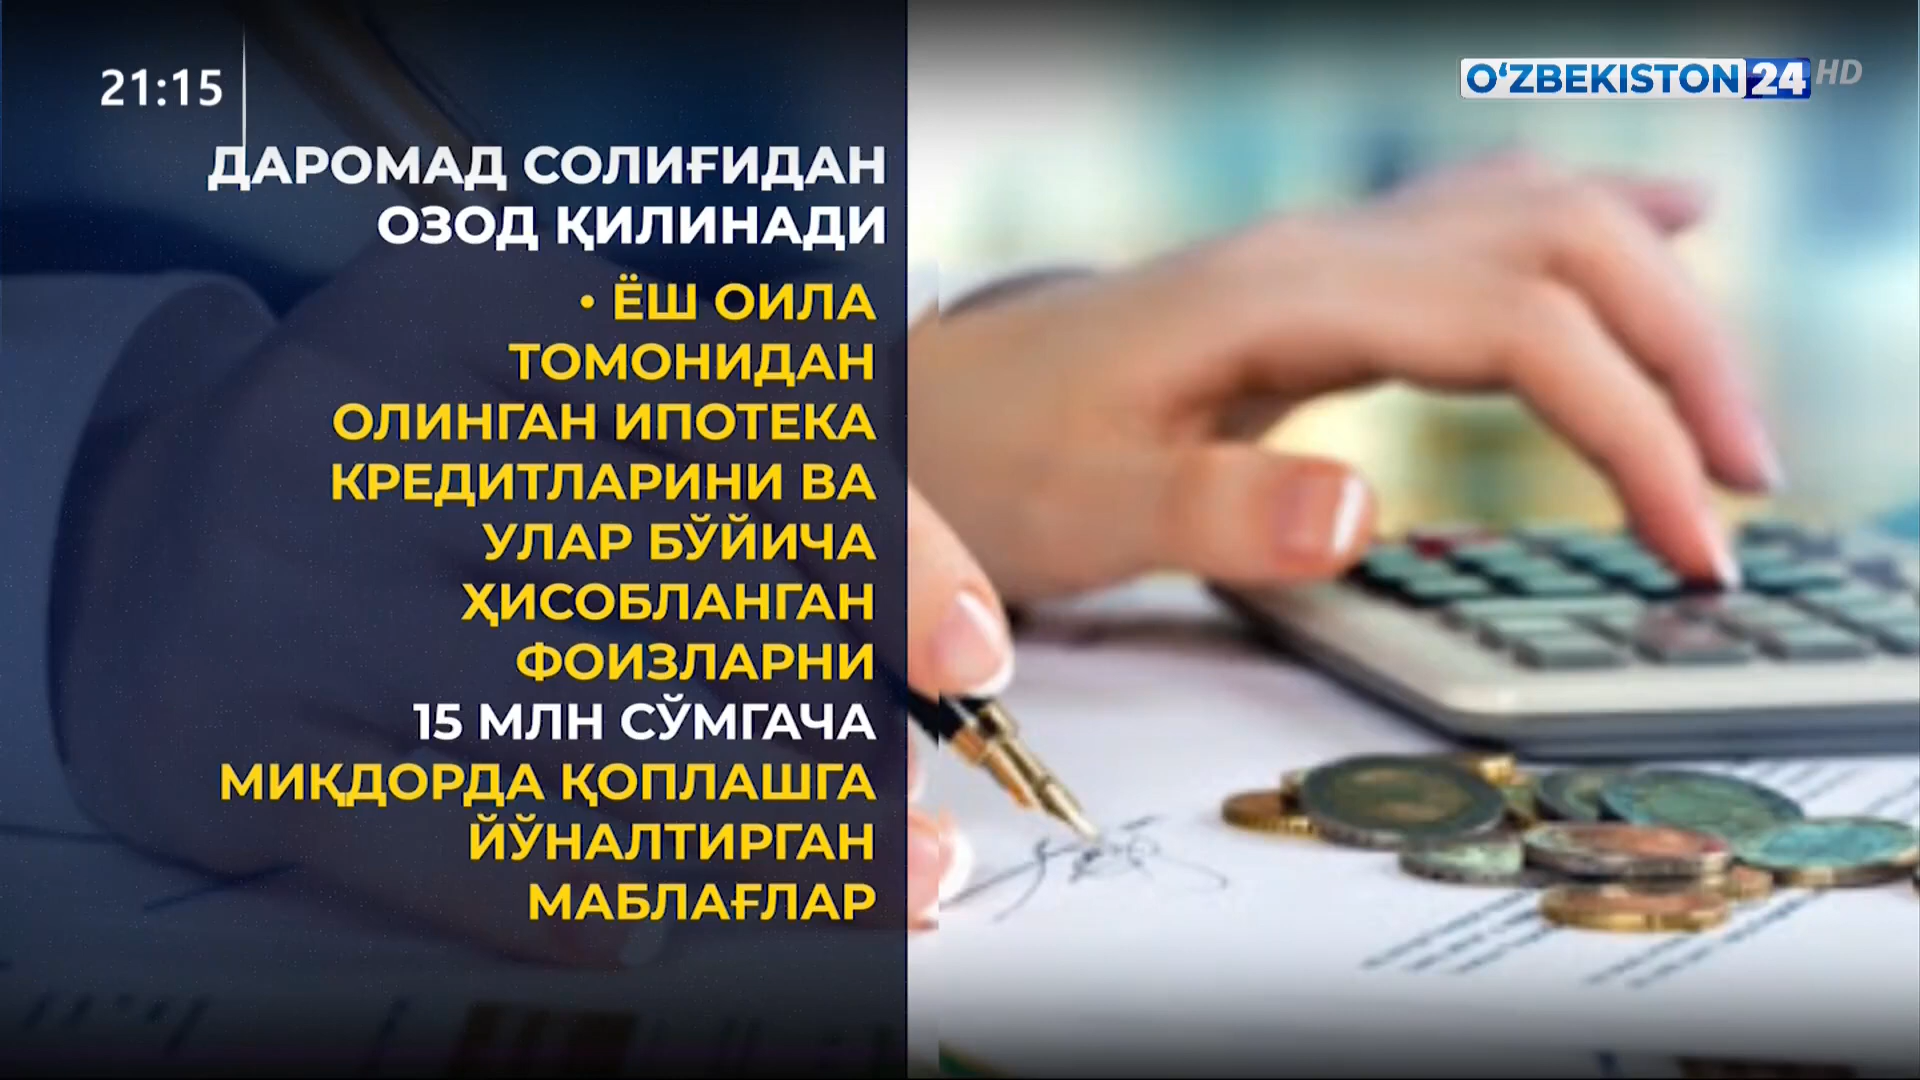 21:15
O‘ZBEKISTON 24 HD
ДАРОМАД СОЛИҒИДАН
ОЗОД ҚИЛИНАДИ
• ЁШ ОИЛА
ТОМОНИДАН
ОЛИНГАН ИПОТЕКА
КРЕДИТЛАРИНИ ВА
УЛАР БЎЙИЧА
ҲИСОБЛАНГАН
ФОИЗЛАРНИ
15 МЛН СЎМГАЧА
МИҚДОРДА ҚОПЛАШГА
ЙЎНАЛТИРГАН
МАБЛАҒЛАР